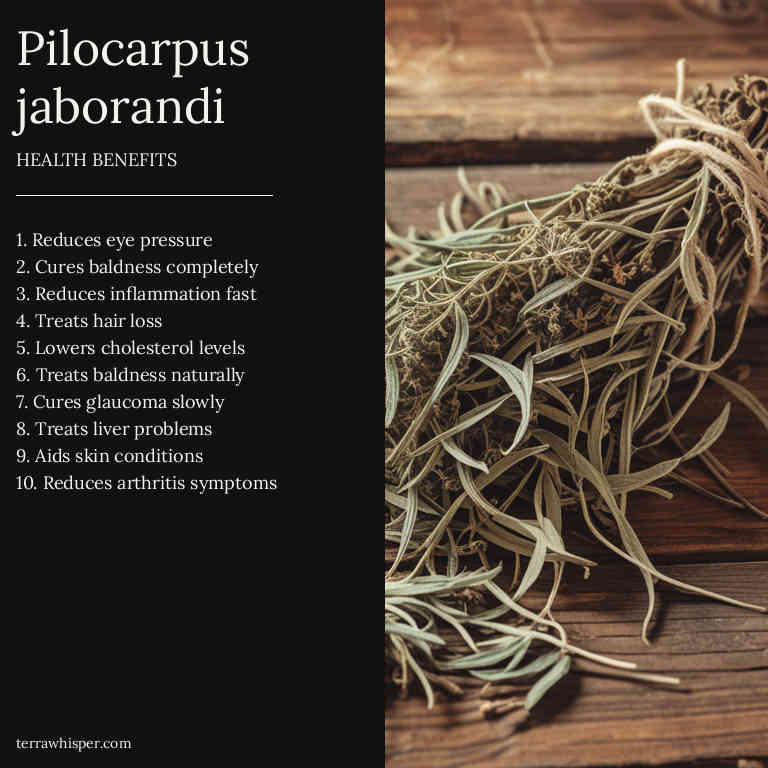 Pilocarpus
jaborandi
HEALTH BENEFITS
1. Reduces eye pressure
2. Cures baldness completely
3. Reduces inflammation fast
4. Treats hair loss
5. Lowers cholesterol levels
6. Treats baldness naturally
7. Cures glaucoma slowly
8. Treats liver problems
9. Aids skin conditions
10. Reduces arthritis symptoms
terrawhisper.com